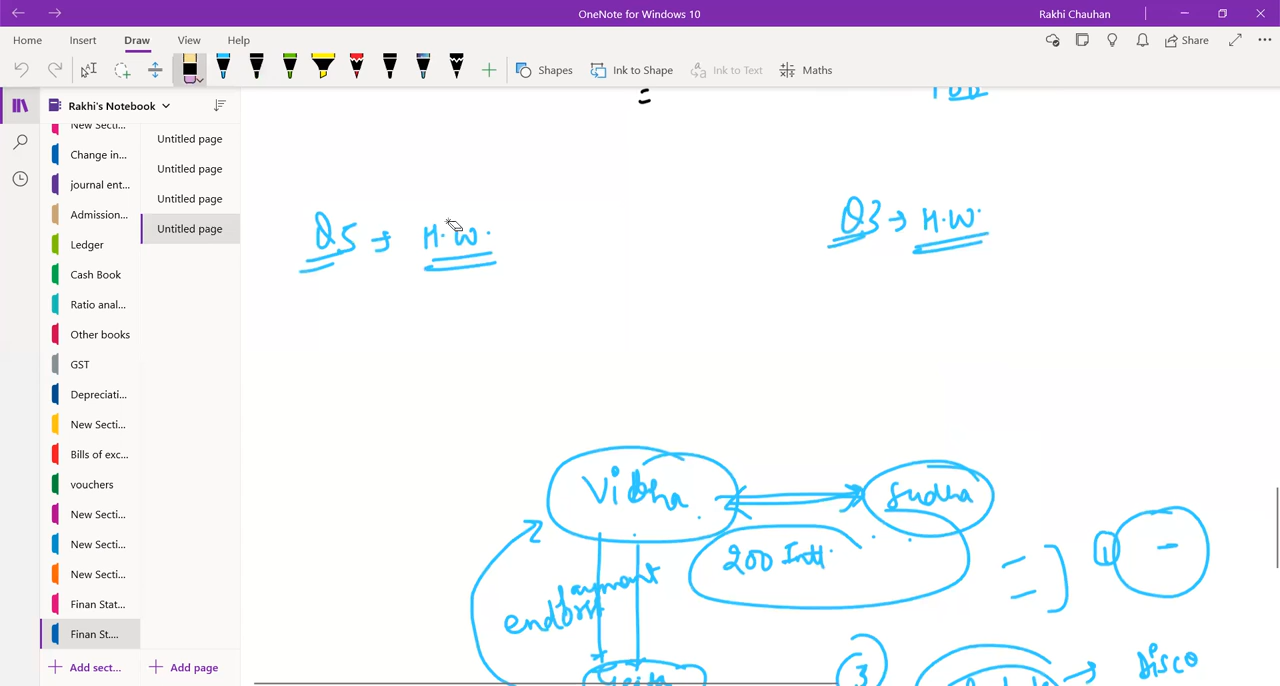 OneNote for Windows 10
Rakhi Chauhan
Home Insert Draw View Help
Share
Shapes Ink to Shape Ink to Text Maths
Rakhi's Notebook
New Secti...
Change in...
journal ent...
Admission...
Ledger
Cash Book
Ratio anal...
Other books
GST
Depreciati...
New Secti...
Bills of exc...
vouchers
New Secti...
New Secti...
New Secti...
Finan Stat...
Finan St....
Add sect...
Untitled page
Untitled page
Untitled page
Untitled page
Add page
=
100
Q5 → H.W.
Q3 → H.W.
Vibha
Sudha
200 Intt.
1 -
payment
endors
Geeta
3
Disco